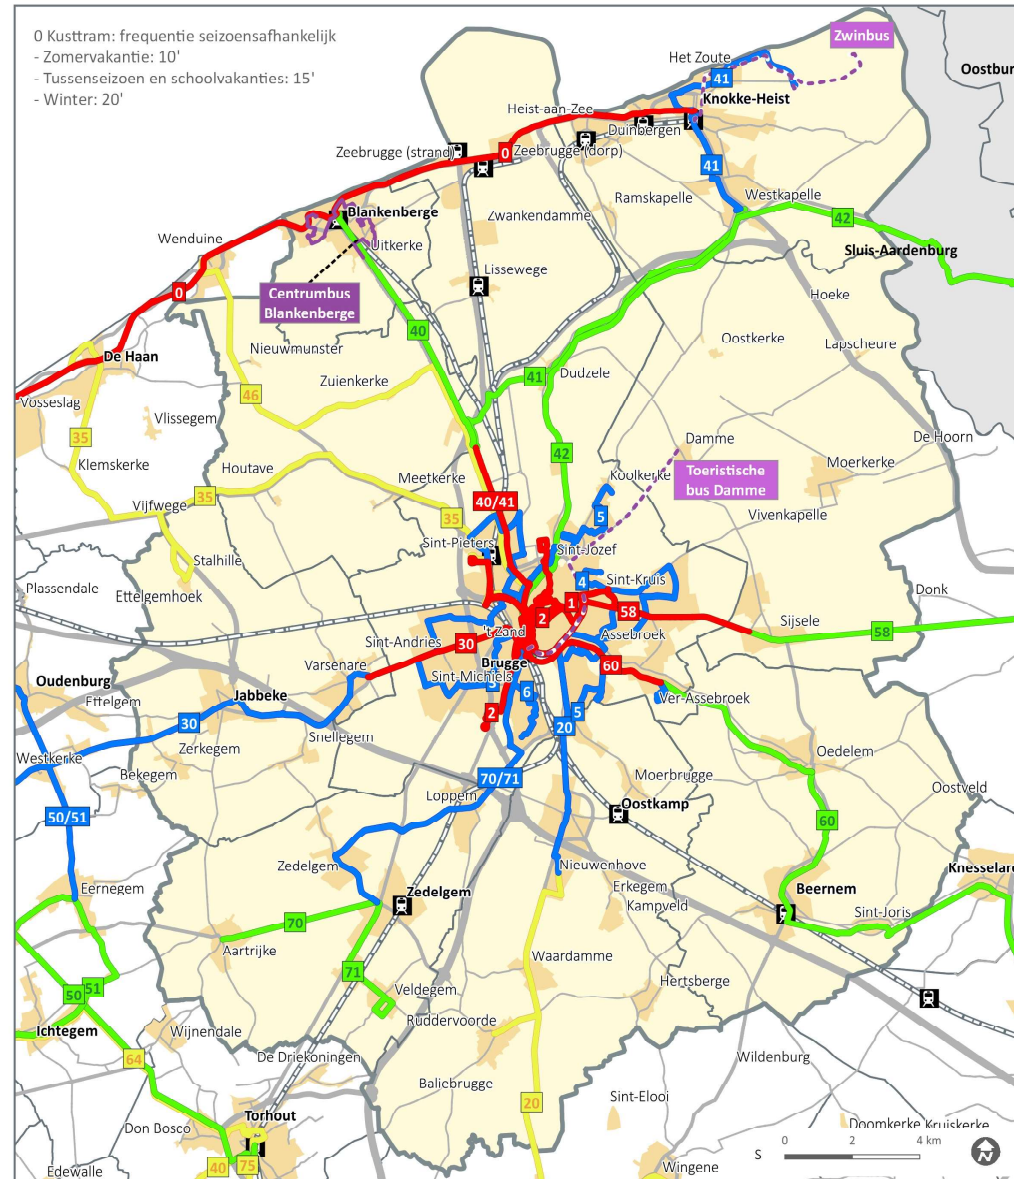 0 Kusttram: frequentie seizoensafhankelijk
- Zomervakantie: 10'
- Tussenseizoen en schoolvakanties: 15'
- Winter: 20'
Zwinbus
Het Zoute
41
Knokke-Heist
Heist-aan-Zee
Duinbergen
Zeebrugge (strand)
0
Zeebrugge (dorp)
41
Ramskapelle
Westkapelle
Blankenberge
Zwankendamme
42
Wenduine
Uitkerke
Sluis-Aardenburg
Lissewege
0
Centrumbus
Blankenberge
Hoeke
40
Oostkerke
Lapscheure
Nieuwmunster
De Haan
Zuienkerke
41
Dudzele
46
Vosseslag
Vlissegem
35
Damme
De Hoorn
Klemskerke
Houtave
42
Meetkerke
Koolkerke
Toeristische
bus Damme
Moerkerke
35
Vijfwege
40/41
5
35
Vivenkapelle
Sint-Pieters
Sint-Jozef
Stalhille
Plassendale
Ettelgemhoek
4
Sint-Kruis
Donk
1
2
58
Sijsele
58
't Zand
Assebroek
Sint-Andries
30
Varsenare
Brugge
60
Sint-Michiels
Oudenburg
Ettelgem
Jabbeke
6
Ver-Assebroek
2
5
30
20
Snellegem
Zerkegem
Oedelem
Westkerke
Bekegem
70/71
Moerbrugge
Oostveld
Loppem
Oostkamp
50/51
60
Zedelgem
Nieuwenhove
Eernegem
Zedelgem
Erkegem
Kampveld
Beernem
Sint-Joris
70
Aartrijke
Waardamme
71
Hertsberge
50
51
Veldegem
Ruddervoorde
Ichtegem
Wijnendale
De Driekoningen
64
Wildenburg
Baliebrugge
20
Sint-Elooi
Torhout
Don Bosco
Doomkerke
Kruiskerke
0 2 4 km
S
N
40
75
Edewalle
Wingene